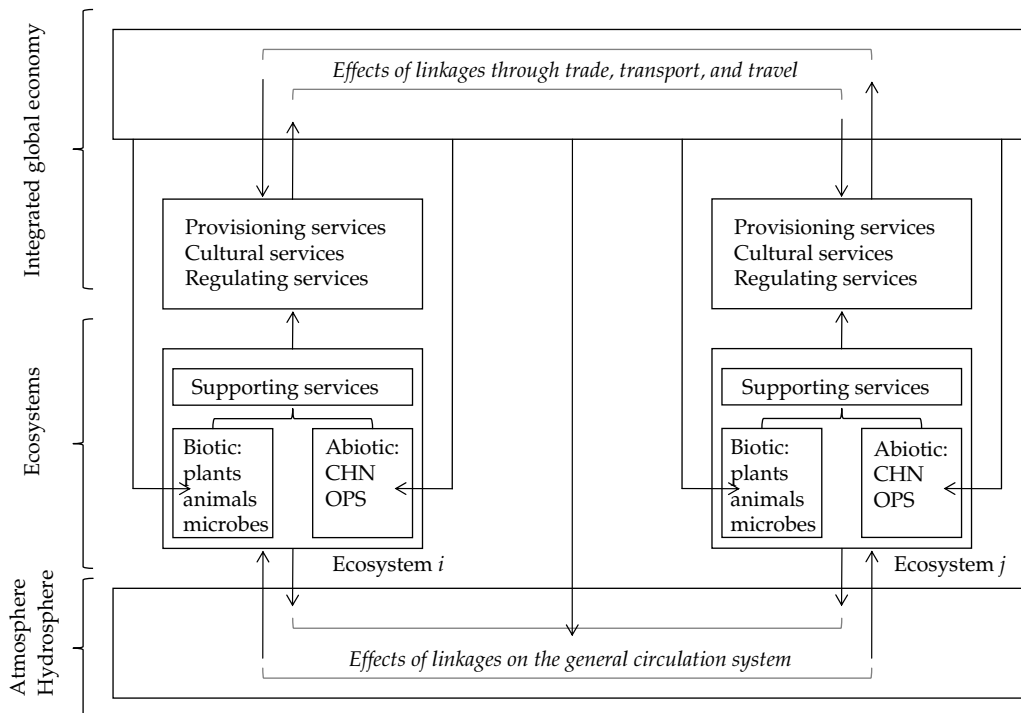 Integrated global economy
Effects of linkages through trade, transport, and travel
Provisioning services
Cultural services
Regulating services
Provisioning services
Cultural services
Regulating services
Ecosystems
Supporting services
Biotic:
plants
animals
microbes
Abiotic:
CHN
OPS
Ecosystem i
Supporting services
Biotic:
plants
animals
microbes
Abiotic:
CHN
OPS
Ecosystem j
Atmosphere
Hydrosphere
Effects of linkages on the general circulation system